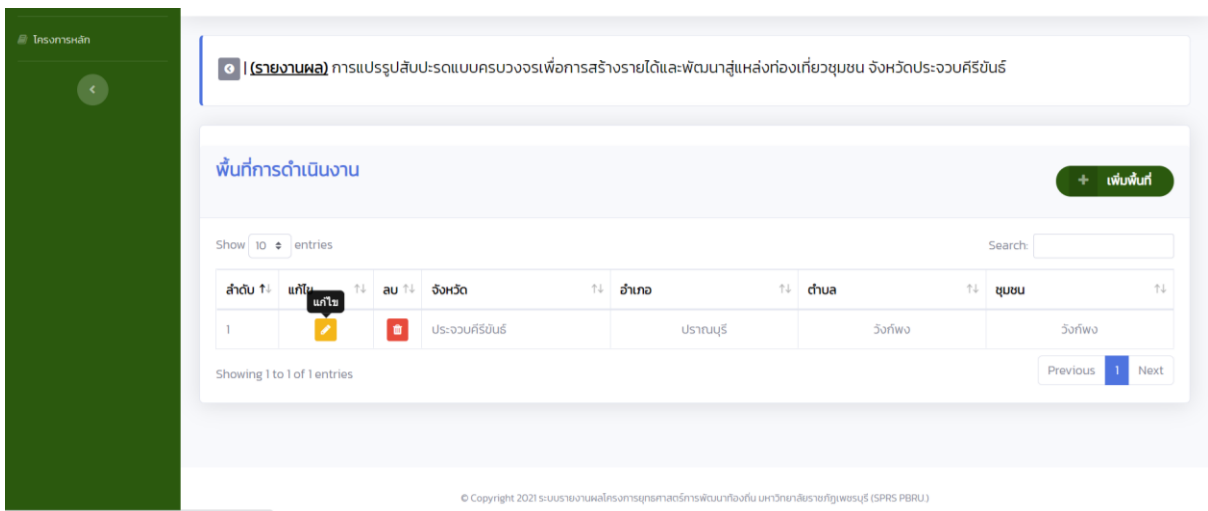 โครงการหลัก
| (รายงานผล) การแปรรูปสับปะรดแบบครบวงจรเพื่อการสร้างรายได้และพัฒนาสู่แหล่งท่องเที่ยวชุมชน จังหวัดประจวบคีรีขันธ์
พื้นที่การดำเนินงาน
+ เพิ่มพื้นที่
Show 10 entries Search:
ลำดับ แก้ไข ลบ จังหวัด อำเภอ ตำบล ชุมชน
แก้ไข
1 ประจวบคีรีขันธ์ ปราณบุรี วังก์พง วังก์พง
Showing 1 to 1 of 1 entries Previous 1 Next
© Copyright 2021 ระบบรายงานผลโครงการยุทธศาสตร์การพัฒนาท้องถิ่น มหาวิทยาลัยราชภัฏเพชรบุรี (SPRS PBRU.)